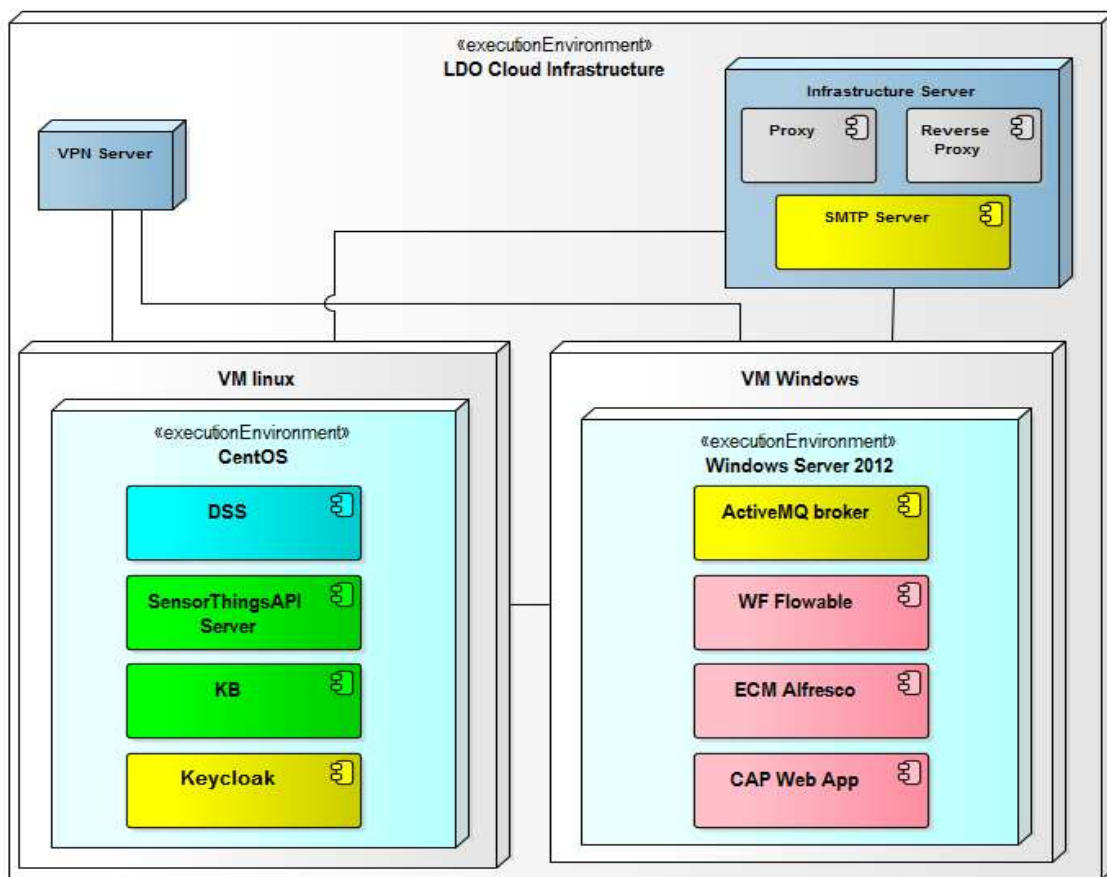 «executionEnvironment»
LDO Cloud Infrastructure
VPN Server
Infrastructure Server
Proxy
Reverse
Proxy
SMTP Server
VM linux
«executionEnvironment»
CentOS
DSS
SensorThingsAPI
Server
KB
Keycloak
VM Windows
«executionEnvironment»
Windows Server 2012
ActiveMQ broker
WF Flowable
ECM Alfresco
CAP Web App